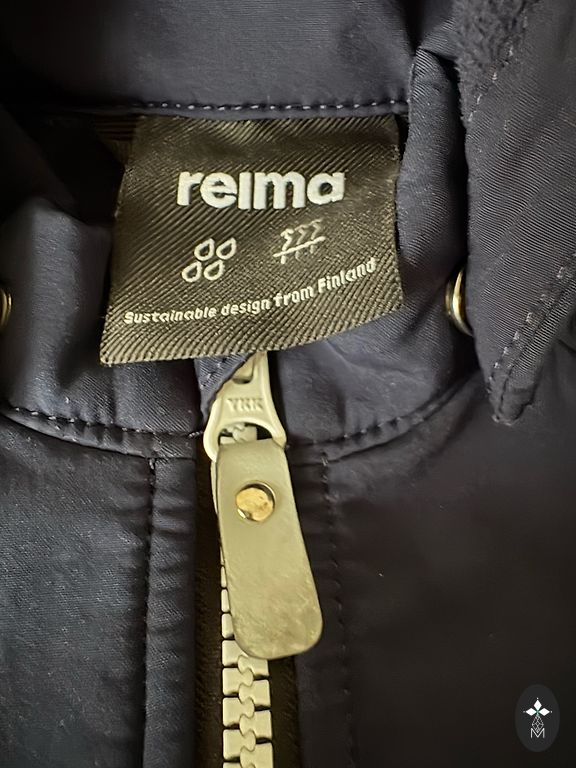 reima
Sustainable design from Finland
YKK